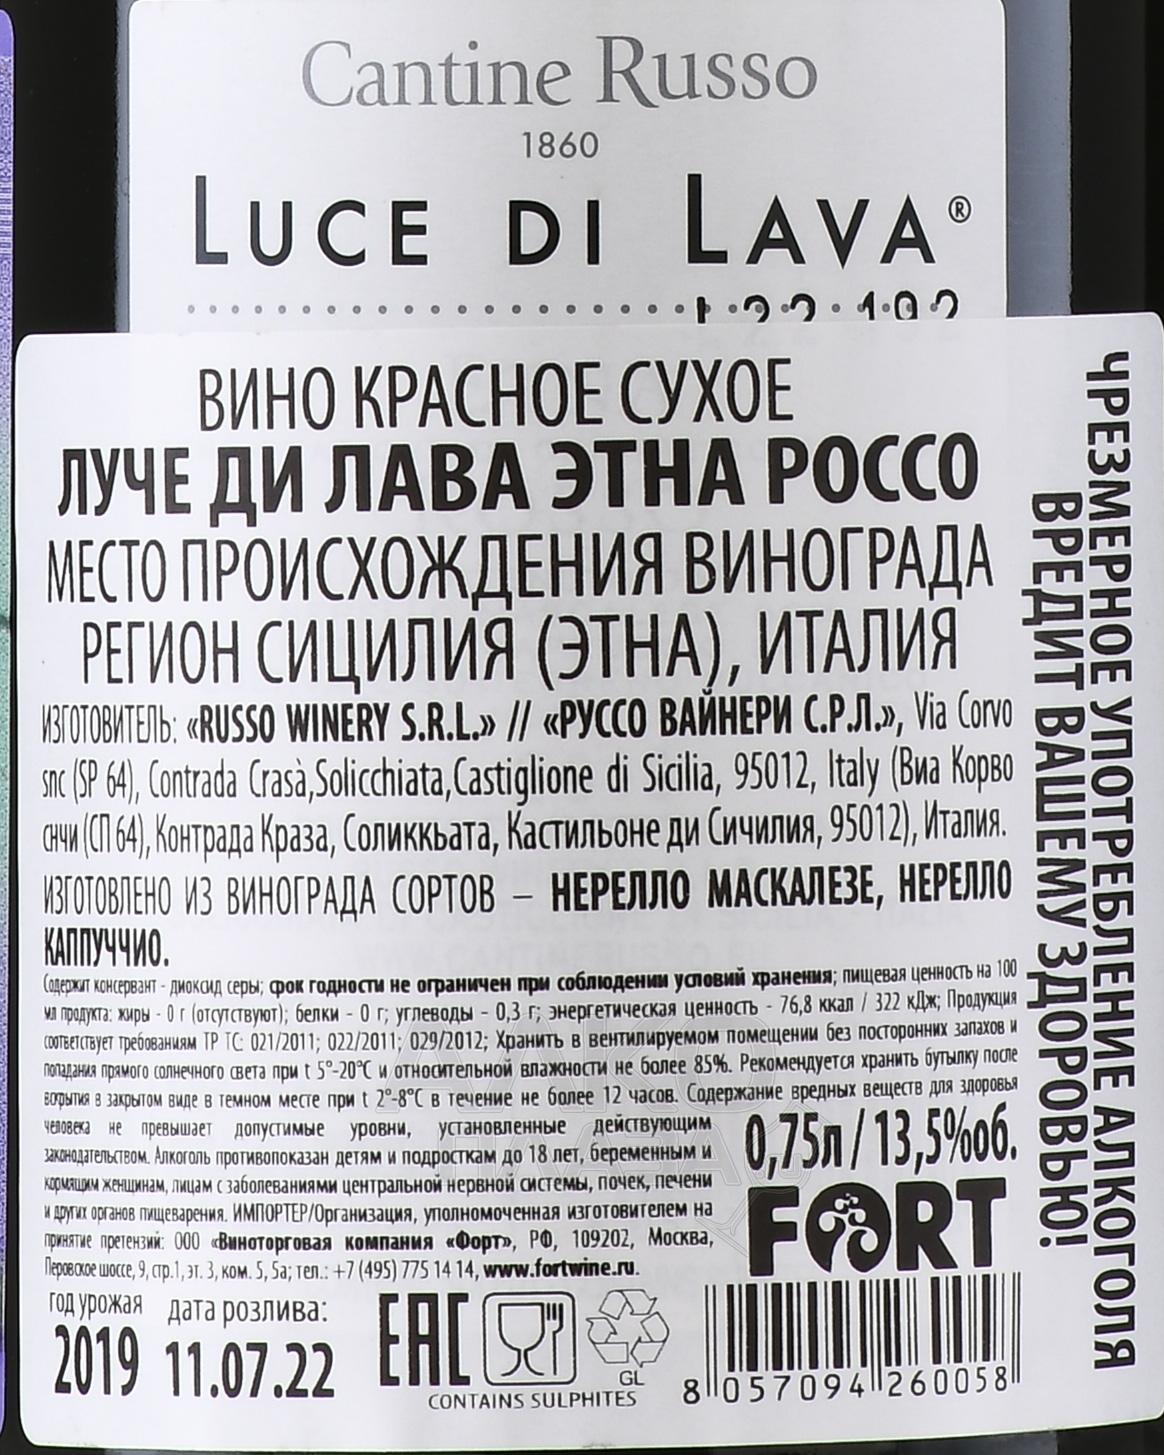 Cantine Russo
1860
LUCE DI LAVA®
ВИНО КРАСНОЕ СУХОЕ
ЛУЧЕ ДИ ЛАВА ЭТНА РОССО
МЕСТО ПРОИСХОЖДЕНИЯ ВИНОГРАДА
РЕГИОН СИЦИЛИЯ (ЭТНА), ИТАЛИЯ
ИЗГОТОВИТЕЛЬ: «RUSSO WINERY S.R.L.» // «РУССО ВАЙНЕРИ С.Р.Л.», Via Corvo
snc (SP 64), Contrada Crasà,Solicchiata,Castiglione di Sicilia, 95012, Italy (Виа Корво
снчи (СП 64), Контрада Краза, Соликкьата, Кастильоне ди Сичилия, 95012), Италия.
ИЗГОТОВЛЕНО ИЗ ВИНОГРАДА СОРТОВ – НЕРЕЛЛО МАСКАЛЕЗЕ, НЕРЕЛЛО
КАППУЧЧИО.
Содержит консервант - диоксид серы; срок годности не ограничен при соблюдении условий хранения; пищевая ценность на 100
мл продукта: жиры - 0 г (отсутствуют); белки - 0 г; углеводы - 0,3 г; энергетическая ценность - 76,8 ккал / 322 кДж; Продукция
соответствует требованиям ТР ТС: 021/2011; 022/2011; 029/2012; Хранить в вентилируемом помещении без посторонних запахов и
попадания прямого солнечного света при t 5°-20°C и относительной влажности не более 85%. Рекомендуется хранить бутылку после
вскрытия в закрытом виде в темном месте при t 2°-8°C в течение не более 12 часов. Содержание вредных веществ для здоровья
человека не превышает допустимые уровни, установленные действующим
законодательством. Алкоголь противопоказан детям и подросткам до 18 лет, беременным и
кормящим женщинам, лицам с заболеваниями центральной нервной системы, почек, печени
и других органов пищеварения. ИМПОРТЕР/Организация, уполномоченная изготовителем на
принятие претензий: ООО «Виноторговая компания «Форт», РФ, 109202, Москва,
Перовское шоссе, 9, стр.1, эт. 3, ком. 5, 5а; тел.: +7 (495) 775 14 14, www.fortwine.ru.
0,75л / 13,5%об.
FORT
ГОД УРОЖАЯ
2019
ДАТА РОЗЛИВА:
11.07.22
EAC
GL
CONTAINS SULPHITES
8 057094 260058
ЧРЕЗМЕРНОЕ УПОТРЕБЛЕНИЕ АЛКОГОЛЯ
ВРЕДИТ ВАШЕМУ ЗДОРОВЬЮ!